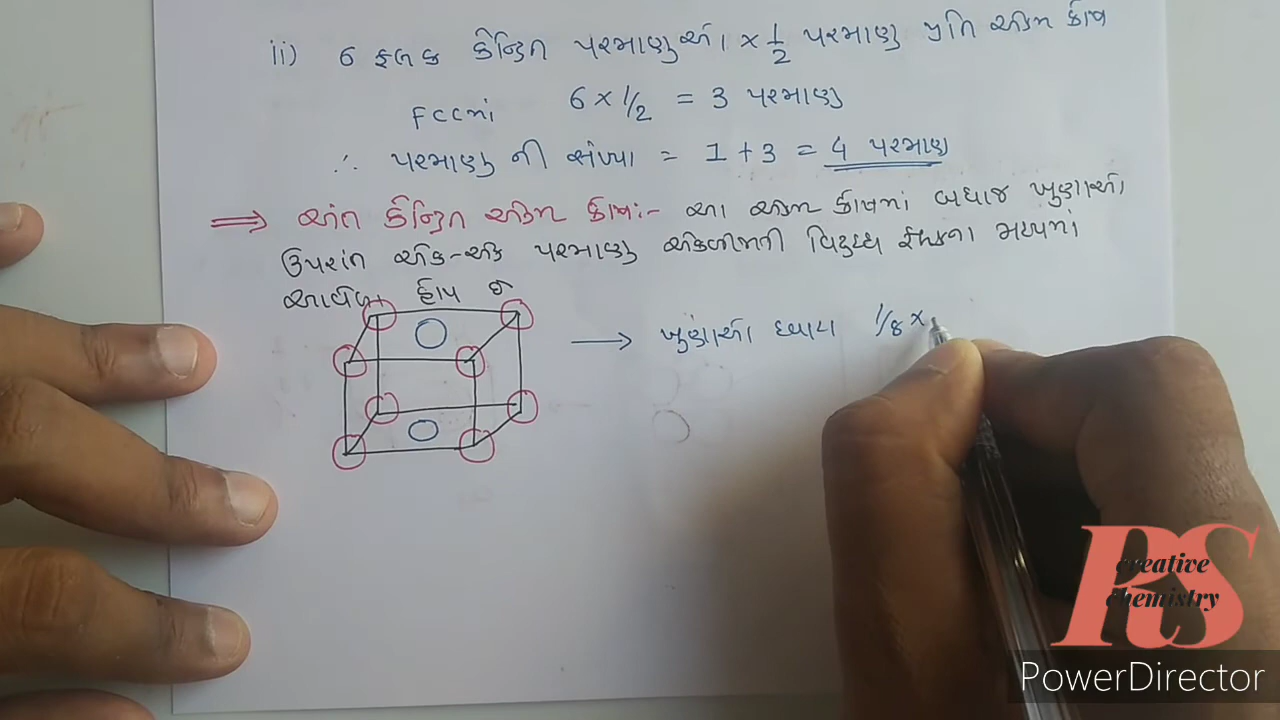 ii) 6 ફલક કેન્દ્રિત પરમાણુઓ × 1/2 પરમાણુ પ્રતિ એકમ કોષ
FCCમાં 6 × 1/2 = 3 પરમાણુ
∴ પરમાણુ ની સંખ્યા = 1 + 3 = 4 પરમાણુ
⇒ અંત કેન્દ્રિત એકમ કોષ:- આ એકમ કોષમાં બધાજ ખુણાઓ
ઉપરાંત એક-એક પરમાણુ એકબીજાની વિરુધ્ધ ફલકના મધ્યમાં
આવેલા હોય છે
→ ખુણાઓ દ્વારા 1/8 ×
RS
creative
chemistry
PowerDirector